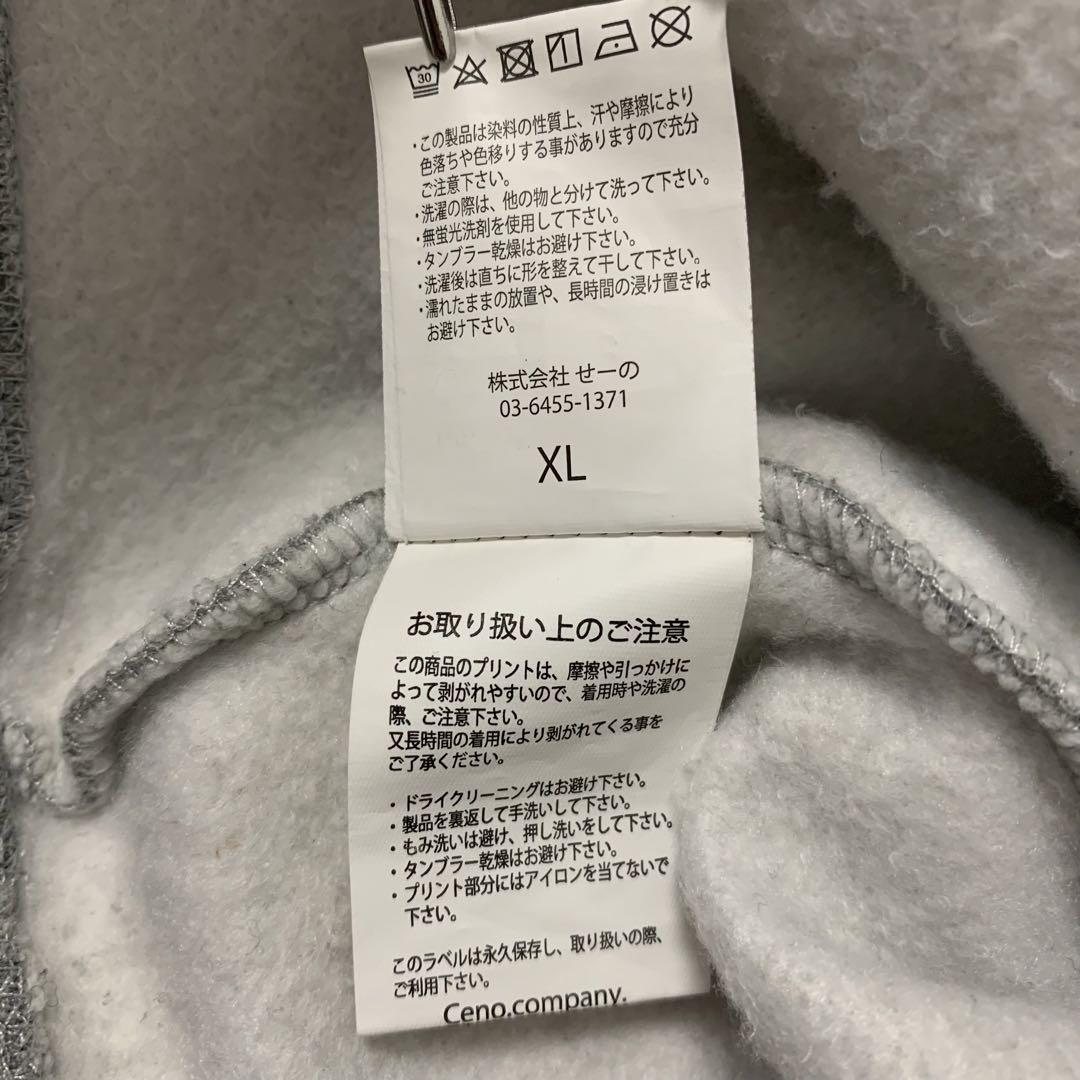 30
・この製品は染料の性質上、汗や摩擦により
色落ちや色移りする事がありますので充分
ご注意下さい。
・洗濯の際は、他の物と分けて洗って下さい。
・無蛍光洗剤を使用して下さい。
・タンブラー乾燥はお避け下さい。
・洗濯後は直ちに形を整えて干して下さい。
・濡れたままの放置や、長時間の浸け置きは
お避け下さい。
株式会社 せーの
03-6455-1371
XL
お取り扱い上のご注意
この商品のプリントは、摩擦や引っかけに
よって剥がれやすいので、着用時や洗濯の
際、ご注意下さい。
又長時間の着用により剥がれてくる事を
ご了承ください。
・ドライクリーニングはお避け下さい。
・製品を裏返して手洗いして下さい。
・もみ洗いは避け、押し洗いをして下さい。
・タンブラー乾燥はお避け下さい。
・プリント部分にはアイロンを当てないで
下さい。
このラベルは永久保存し、取り扱いの際、
ご利用下さい。
Ceno.company.